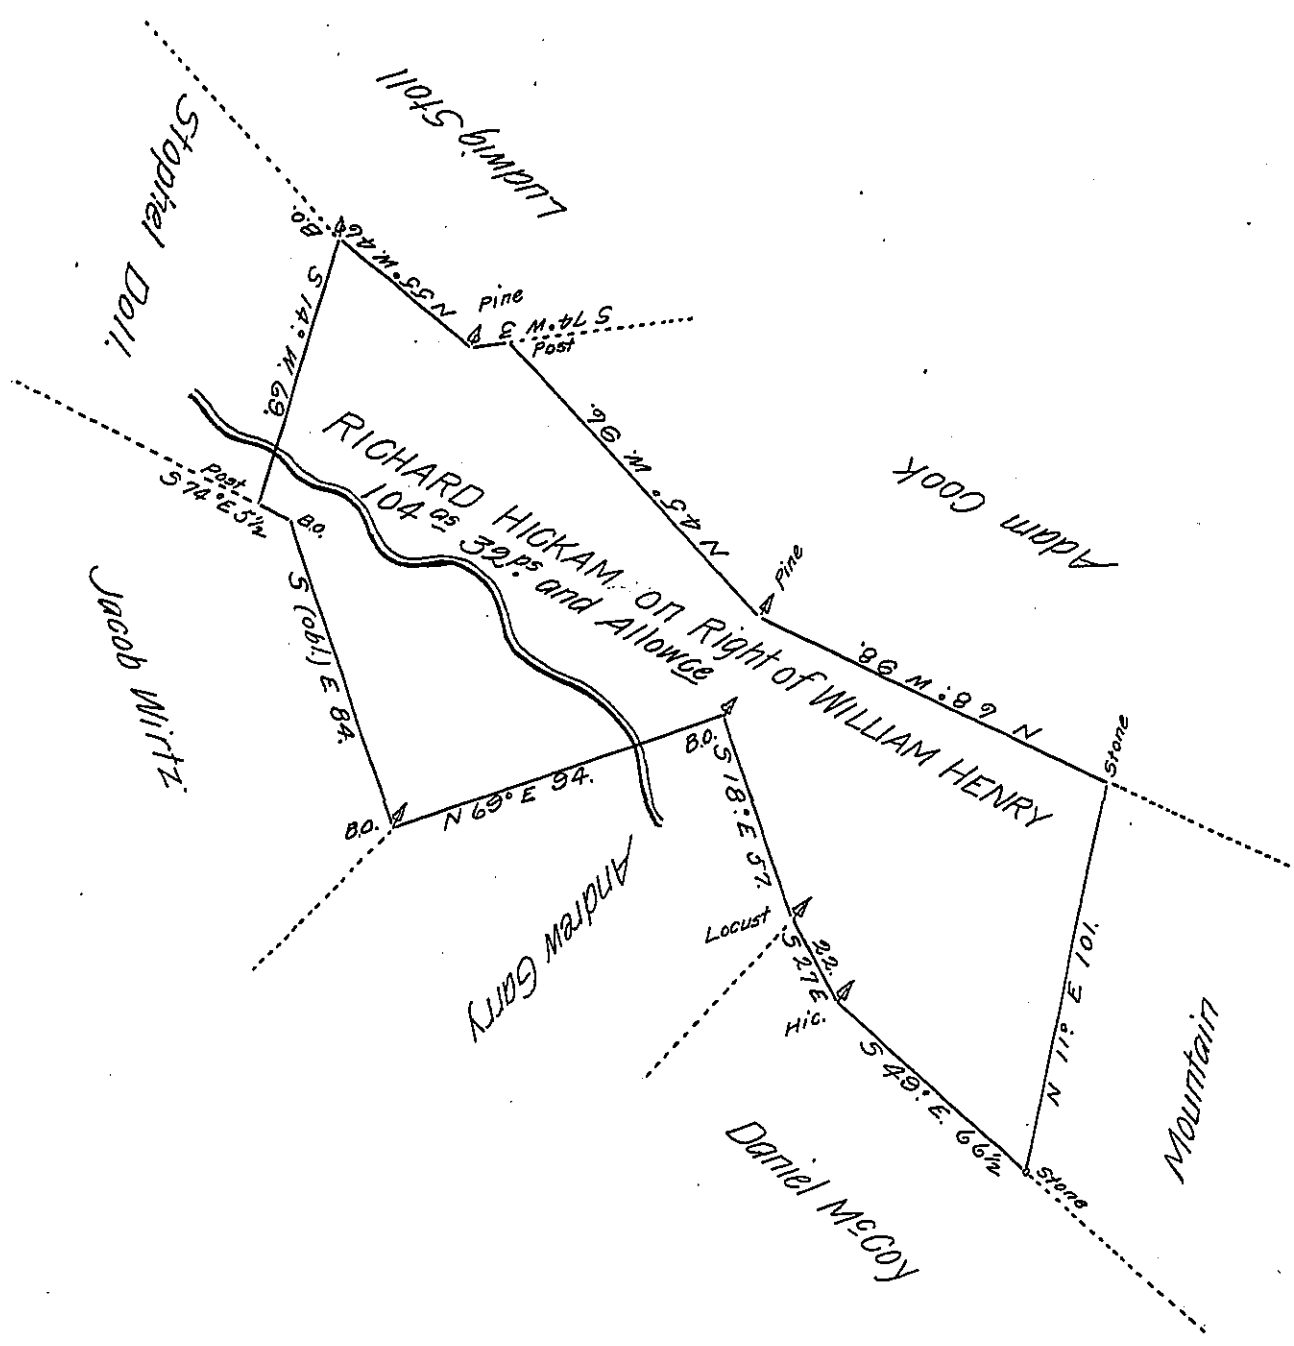 Ludwig Stoll
Stophel Doll.
B.O.
N 55° W. 46
S 14° W. 69.
Pine
S 74° W 3
Post
N 45° W. 96.
Adam Cook
Post
S 74° E 5½
B.O.
RICHARD HICKAM on Right of WILLIAM HENRY
104 as 32 ps. and Allowce
Pine
N 68° W 98.
Stone
Jacob Wirtz
S (obl.) E 84.
B.O.
N 69° E 94.
B.O.
S 18° E 57.
Andrew Garry
Locust
S 27 E 22.
Hic.
S 49° E. 66½
N 11° E 101.
Stone
Mountain
Daniel McCoy